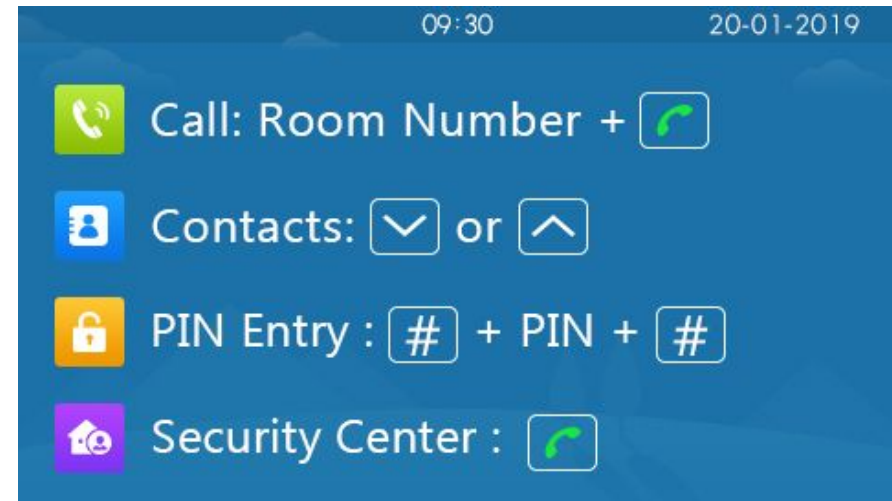 09:30 20-01-2019
Call: Room Number +
Contacts: or
PIN Entry : # + PIN + #
Security Center :